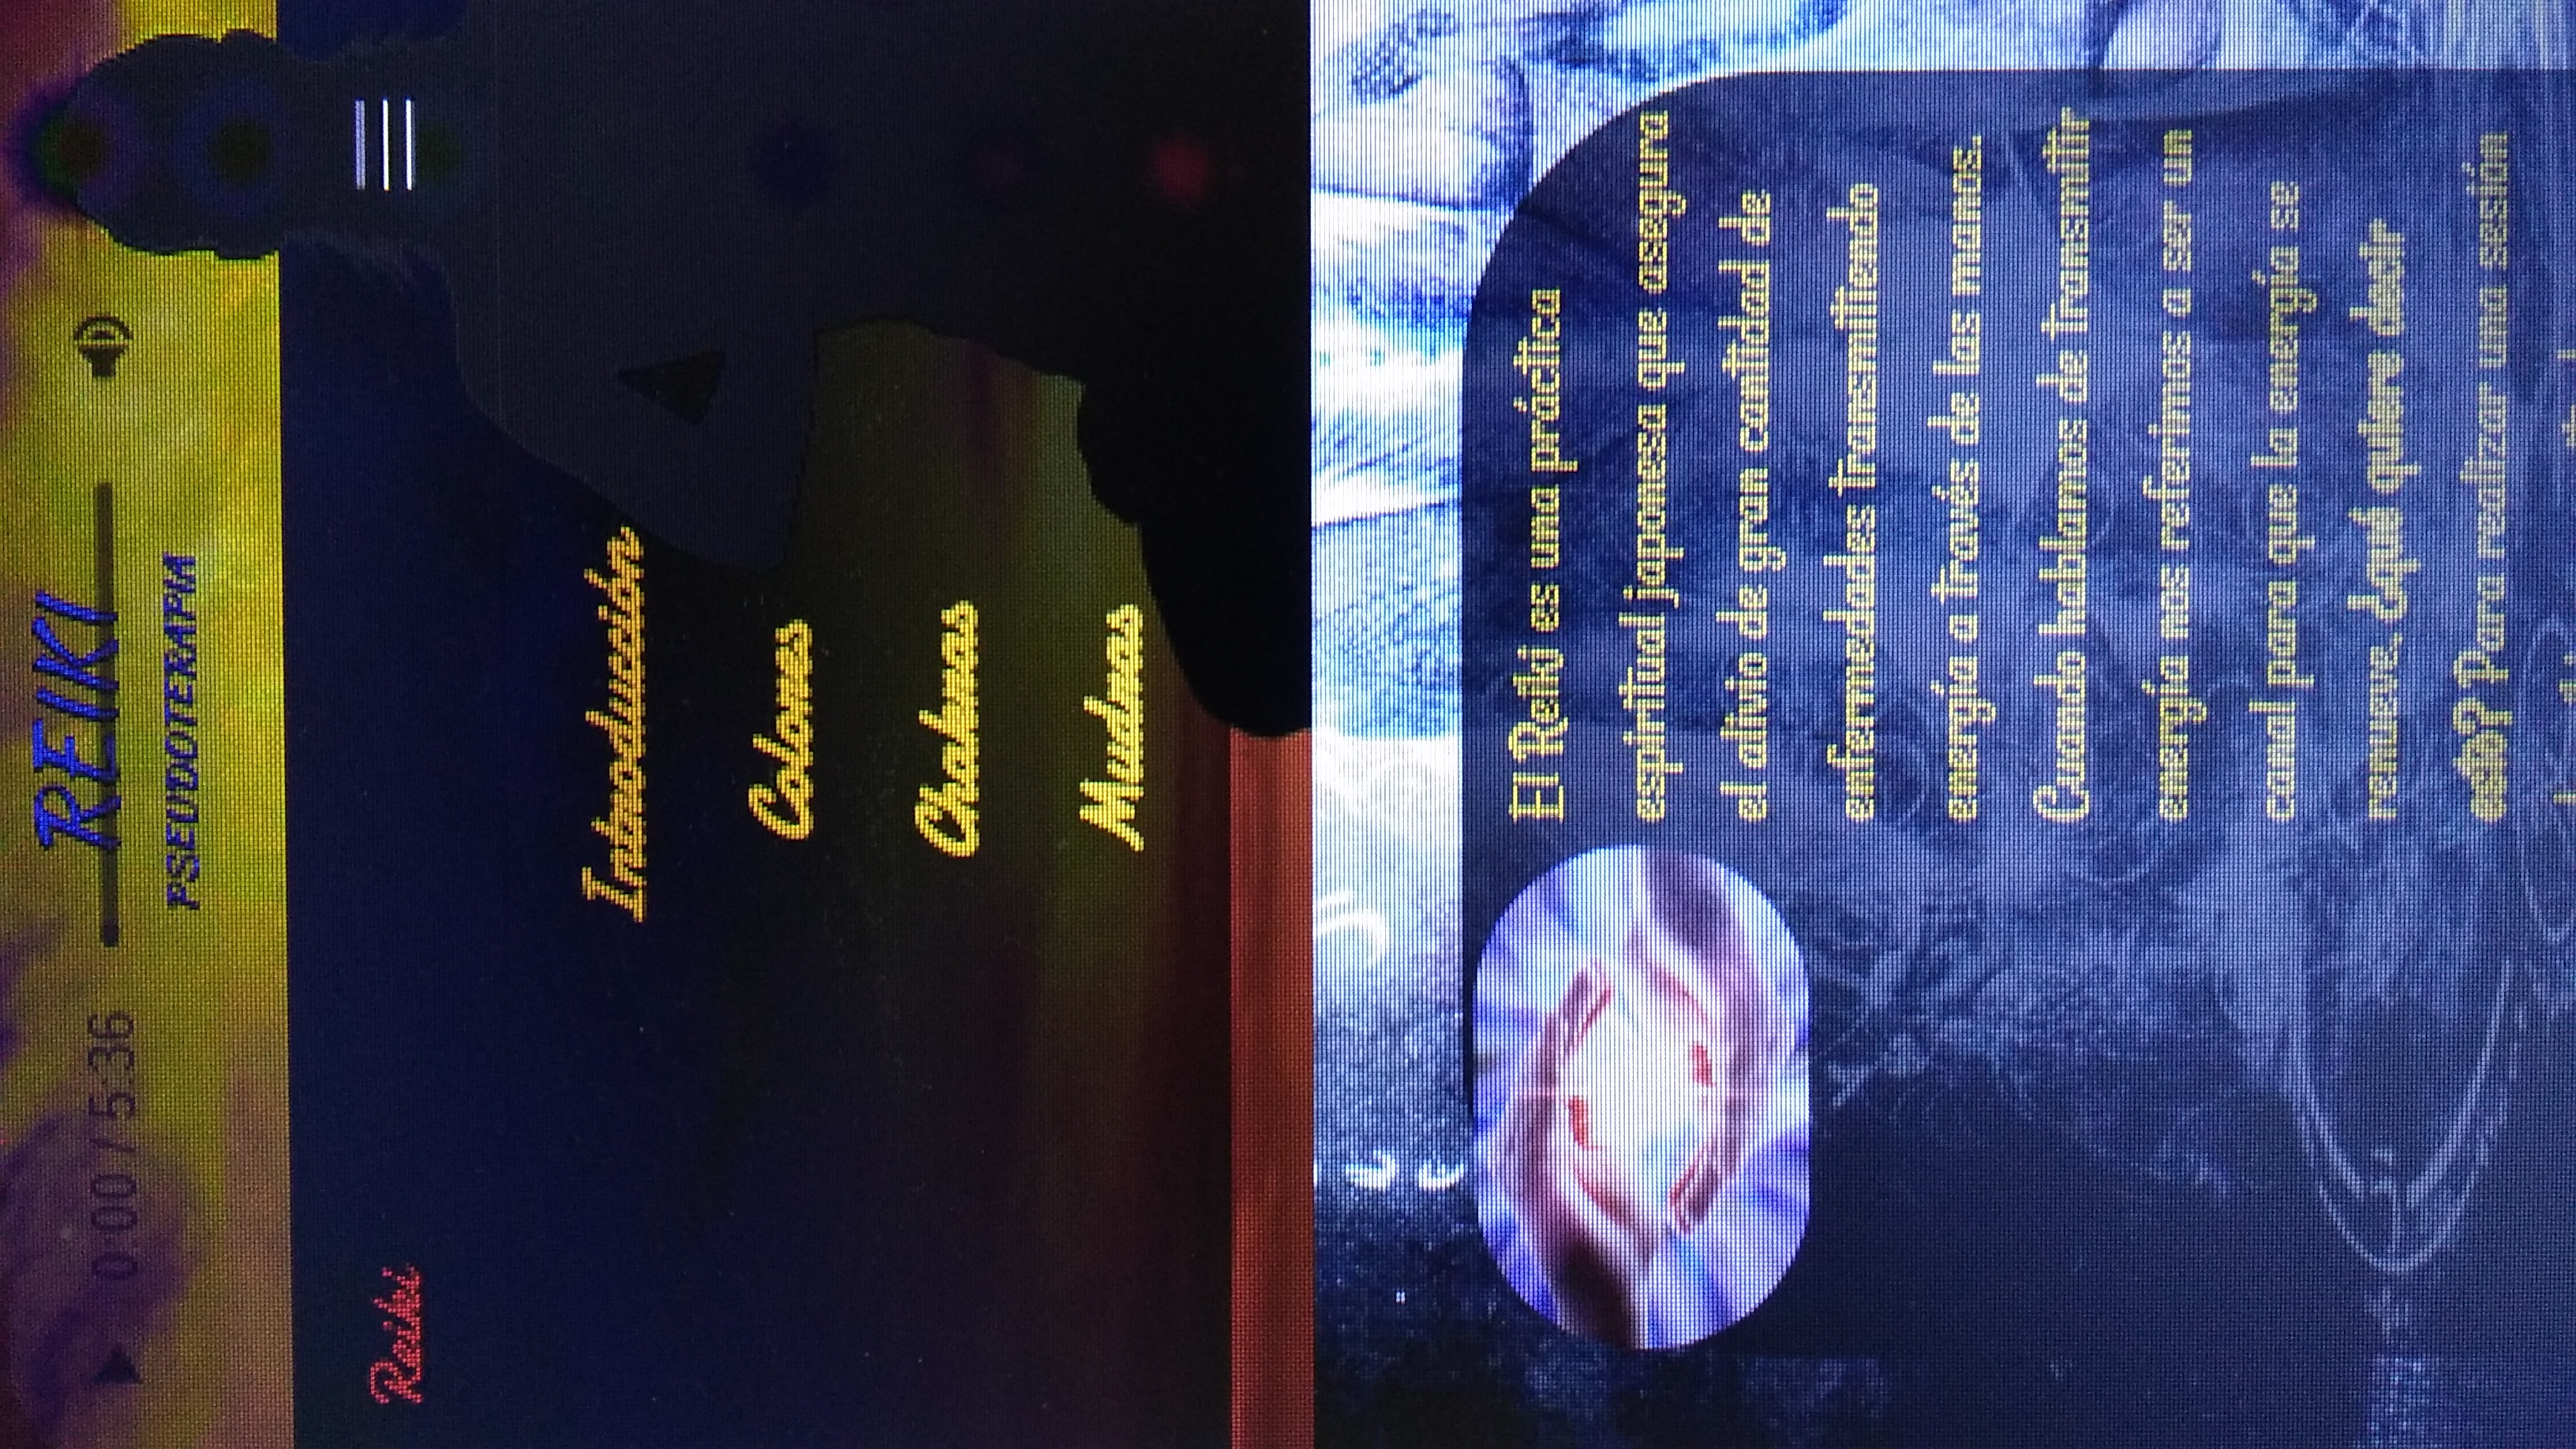 REIKI
0:00 / 5:36
PSEUDOTERAPIA
Reiki
Introducción
Colores
Chakras
Mudras
El Reiki es una práctica
espiritual japonesa que asegura
el alivio de gran cantidad de
enfermedades transmitiendo
energía a través de las manos.
Cuando hablamos de transmitir
energía nos referimos a ser un
canal para que la energía se
renueve. ¿qué quiere decir
esto? Para realizar una sesión